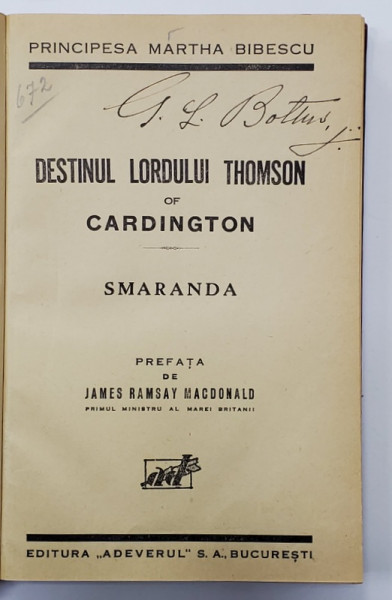 PRINCIPESA MARTHA BIBESCU
672
DESTINUL LORDULUI THOMSON
OF
CARDINGTON
SMARANDA
PREFAȚA
DE
JAMES RAMSAY MACDONALD
PRIMUL MINISTRU AL MAREI BRITANII
EDITURA „ADEVERUL" S. A., BUCUREȘTI